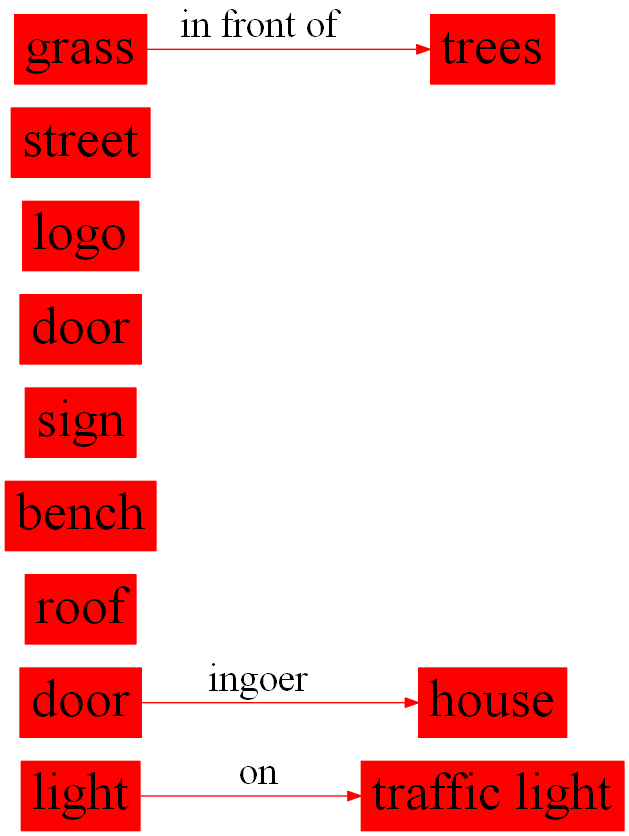 grass in front of trees
street
logo
door
sign
bench
roof
door ingoer house
light on traffic light